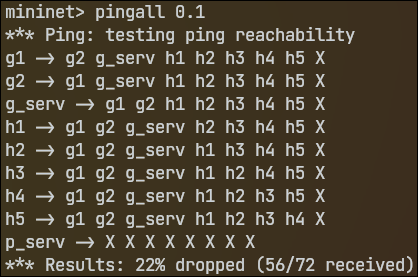 mininet> pingall 0.1
*** Ping: testing ping reachability
g1 -> g2 g_serv h1 h2 h3 h4 h5 X
g2 -> g1 g_serv h1 h2 h3 h4 h5 X
g_serv -> g1 g2 h1 h2 h3 h4 h5 X
h1 -> g1 g2 g_serv h2 h3 h4 h5 X
h2 -> g1 g2 g_serv h1 h3 h4 h5 X
h3 -> g1 g2 g_serv h1 h2 h4 h5 X
h4 -> g1 g2 g_serv h1 h2 h3 h5 X
h5 -> g1 g2 g_serv h1 h2 h3 h4 X
p_serv -> X X X X X X X X
*** Results: 22% dropped (56/72 received)